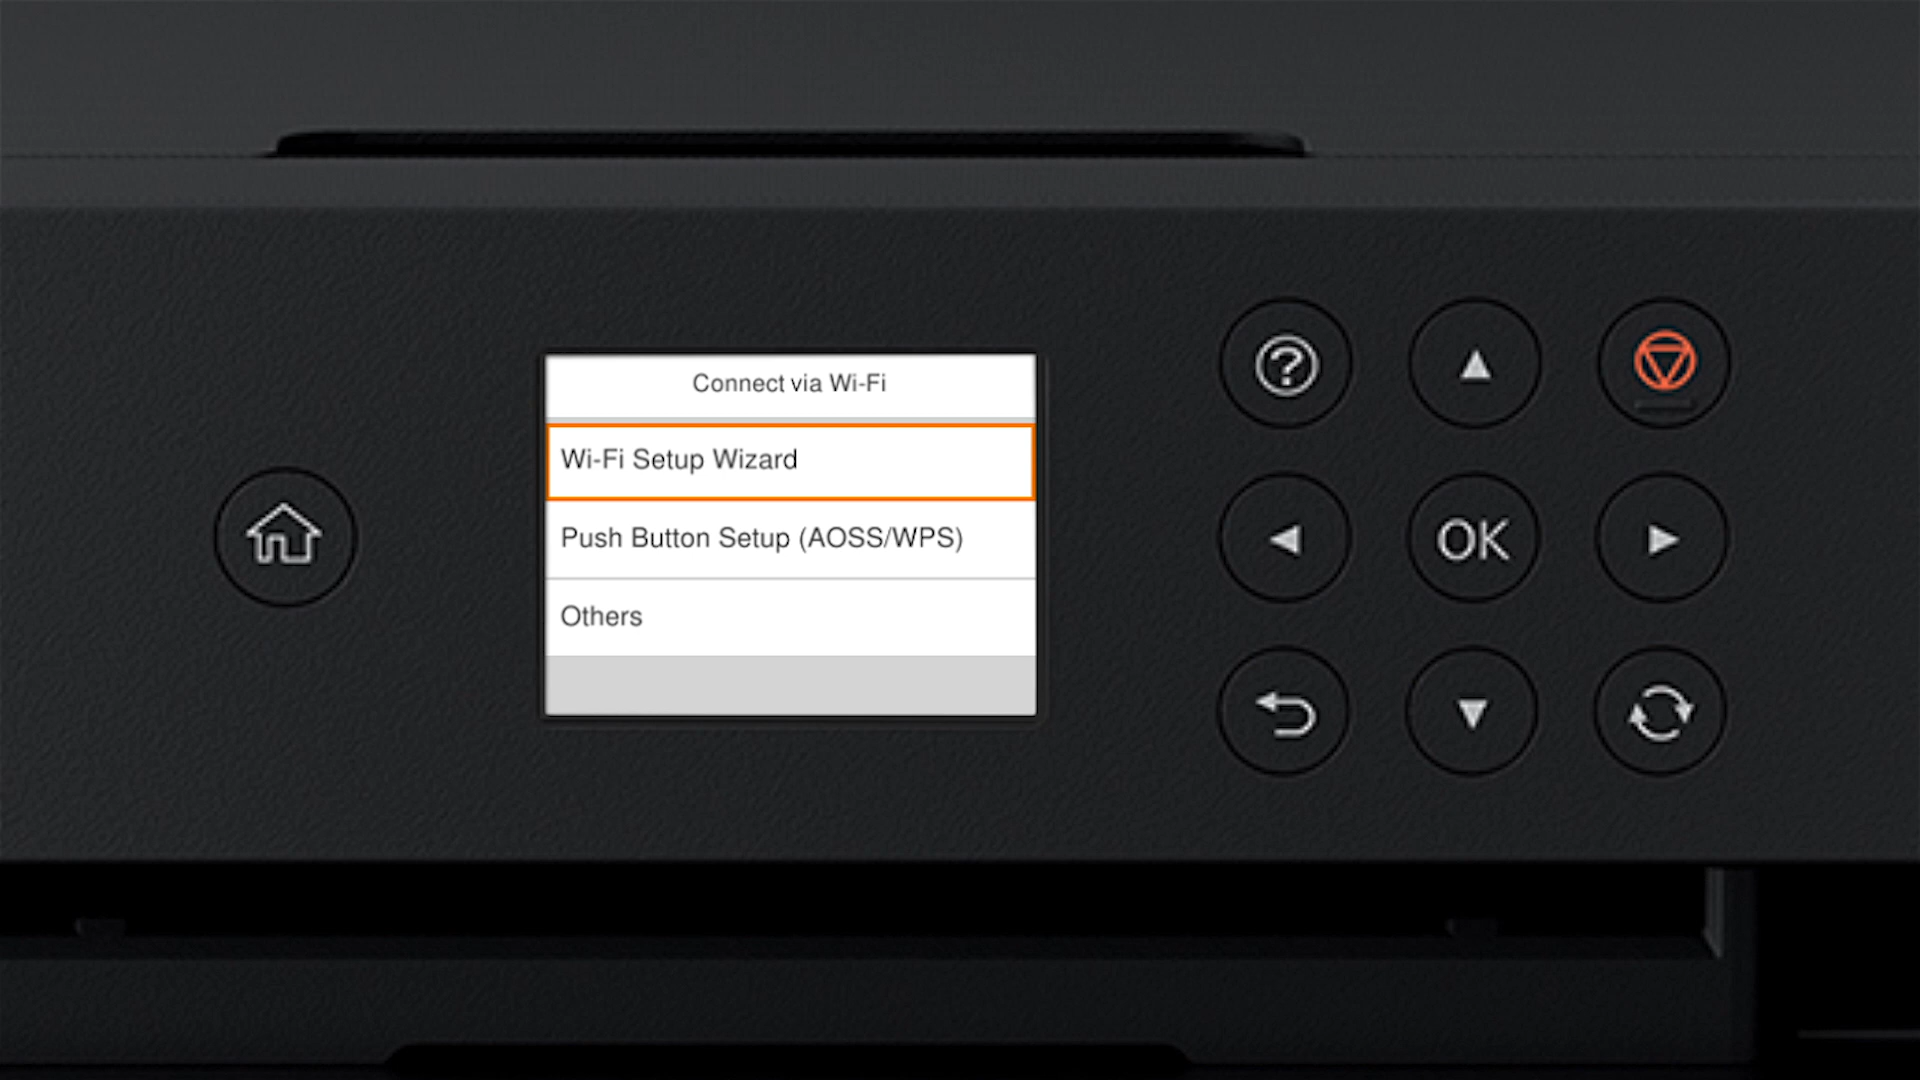 Connect via Wi-Fi
Wi-Fi Setup Wizard
Push Button Setup (AOSS/WPS)
Others
?
OK